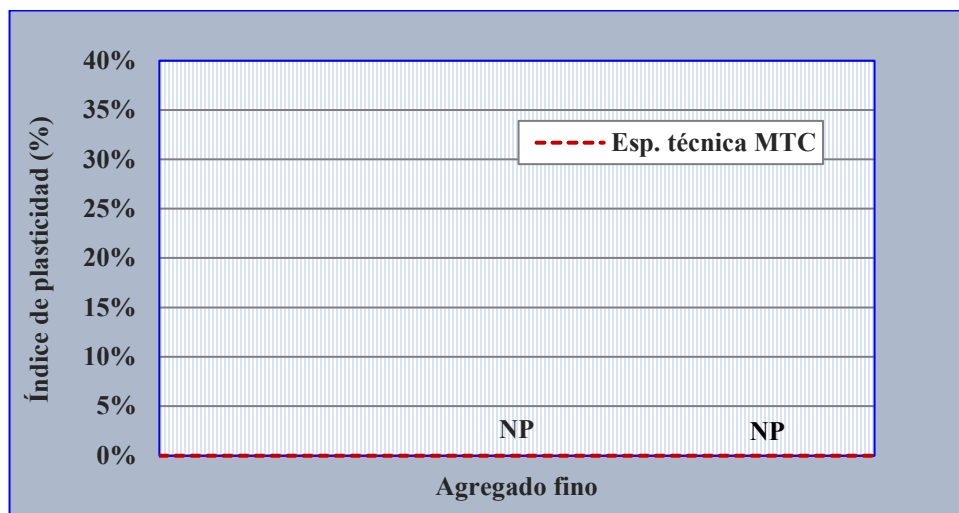 40%
35%
30%
25%
20%
15%
10%
5%
0%
Índice de plasticidad (%)
Esp. técnica MTC
NP
NP
Agregado fino